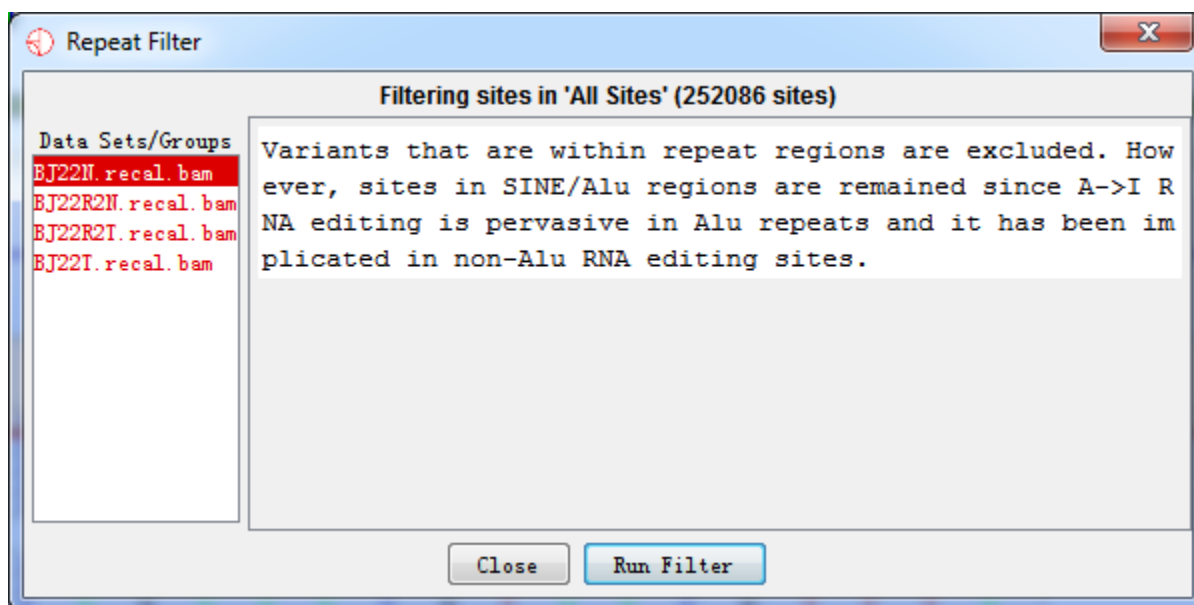 Repeat Filter
Filtering sites in 'All Sites' (252086 sites)
Data Sets/Groups
BJ22N.recal.bam
BJ22R2N.recal.bam
BJ22R2T.recal.bam
BJ22T.recal.bam
Variants that are within repeat regions are excluded. How
ever, sites in SINE/Alu regions are remained since A->I R
NA editing is pervasive in Alu repeats and it has been im
plicated in non-Alu RNA editing sites.
Close
Run Filter